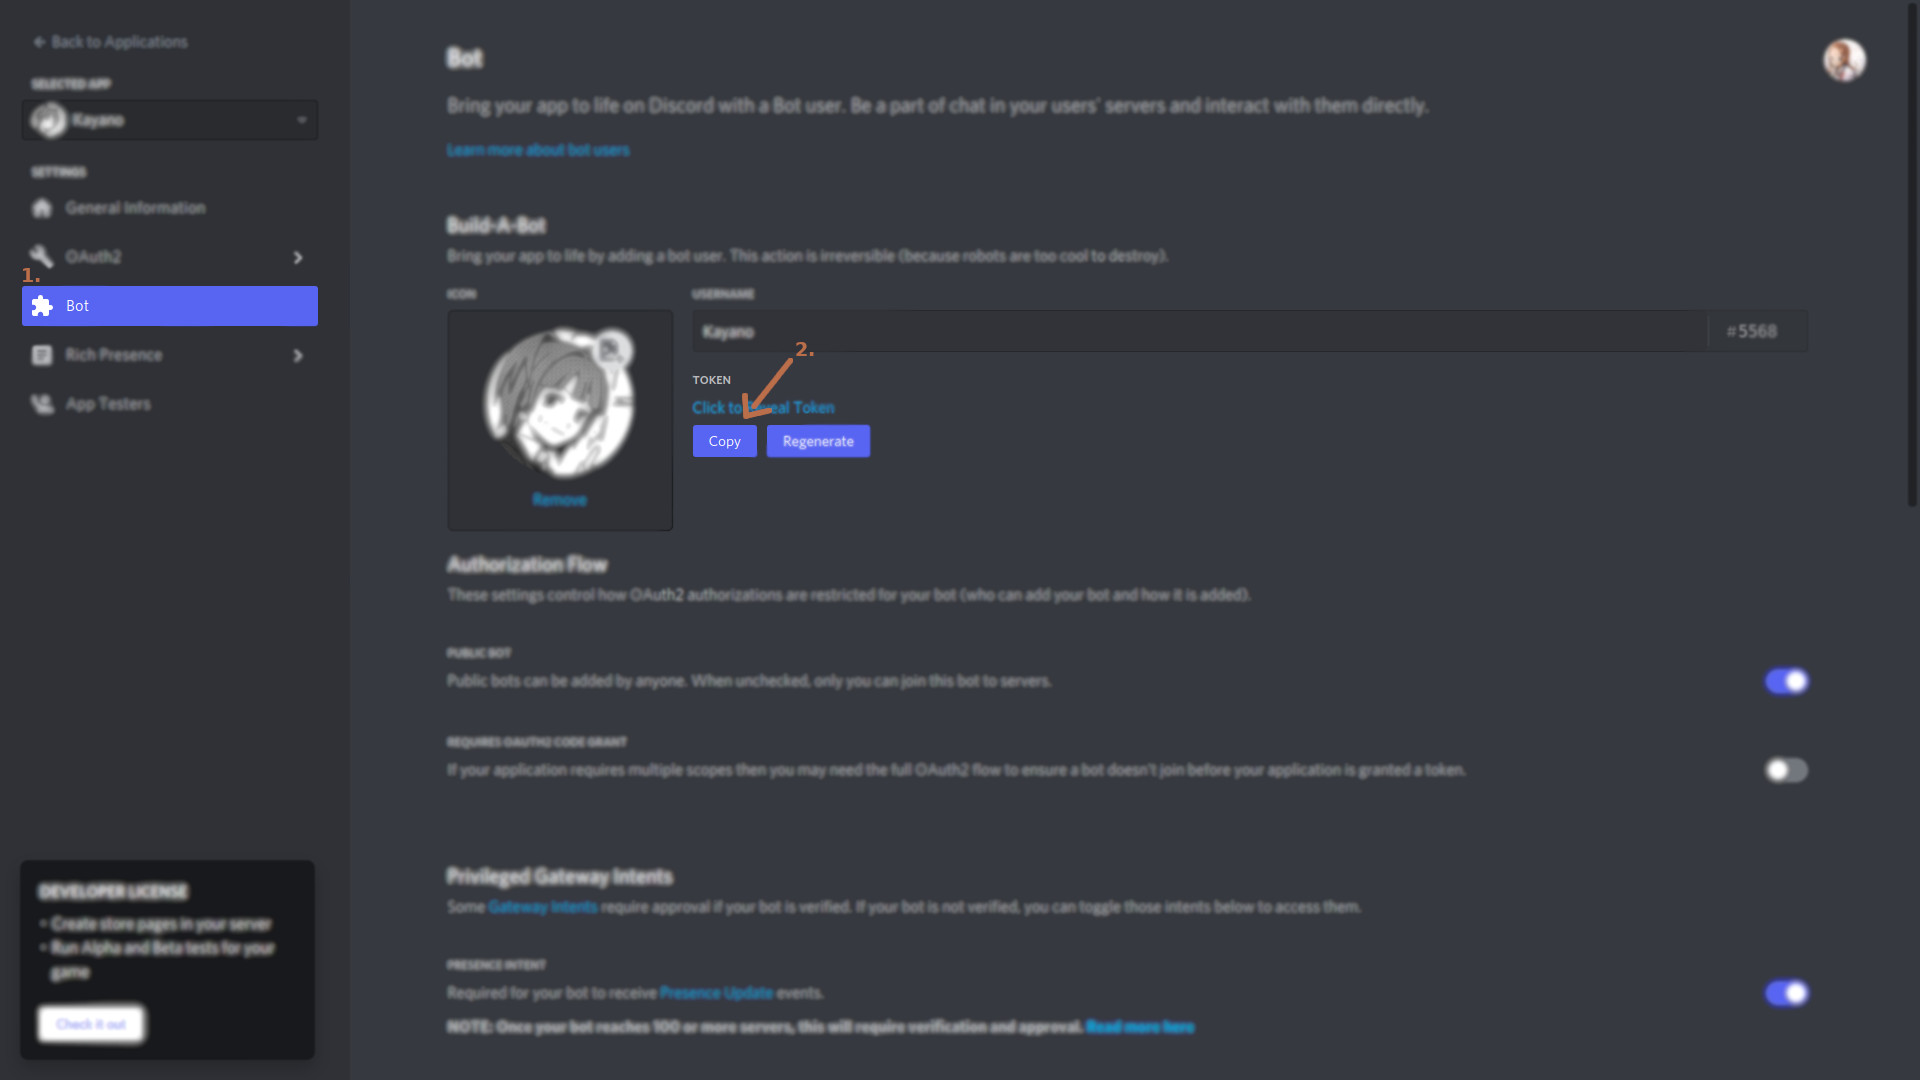 Back to Applications
SELECTED APP
Kayano
SETTINGS
General Information
OAuth2
1.
Bot
Rich Presence
App Testers
DEVELOPER LICENSE
Create store pages in your server
Run Alpha and Beta tests for your
game
Check it out
Bot
Bring your app to life on Discord with a Bot user. Be a part of chat in your users' servers and interact with them directly.
Learn more about bot users
Build-A-Bot
Bring your app to life by adding a bot user. This action is irreversible (because robots are too cool to destroy).
ICON
Remove
USERNAME
Kayano #5568
2.
TOKEN
Click to Reveal Token
Copy Regenerate
Authorization Flow
These settings control how OAuth2 authorizations are restricted for your bot (who can add your bot and how it is added).
PUBLIC BOT
Public bots can be added by anyone. When unchecked, only you can join this bot to servers.
REQUIRES OAUTH2 CODE GRANT
If your application requires multiple scopes then you may need the full OAuth2 flow to ensure a bot doesn't join before your application is granted a token.
Privileged Gateway Intents
Some Gateway Intents require approval if your bot is verified. If your bot is not verified, you can toggle those intents below to access them.
PRESENCE INTENT
Required for your bot to receive Presence Update events.
NOTE: Once your bot reaches 100 or more servers, this will require verification and approval. Read more here